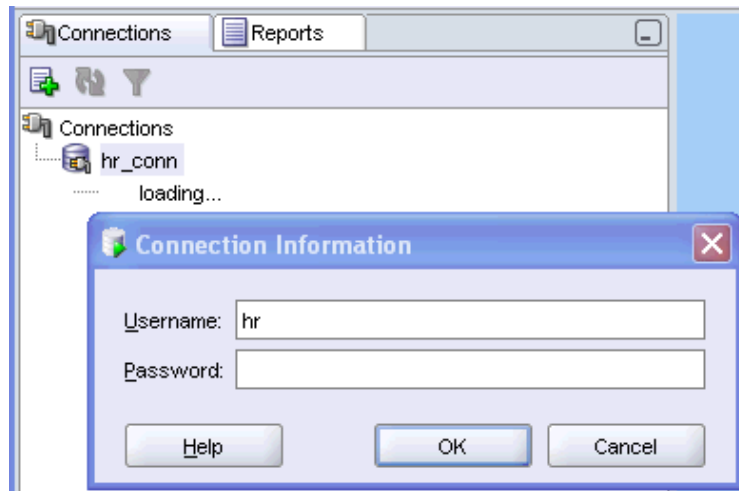 Connections Reports
Connections
hr_conn
loading...
Connection Information
Username: hr
Password:
Help OK Cancel